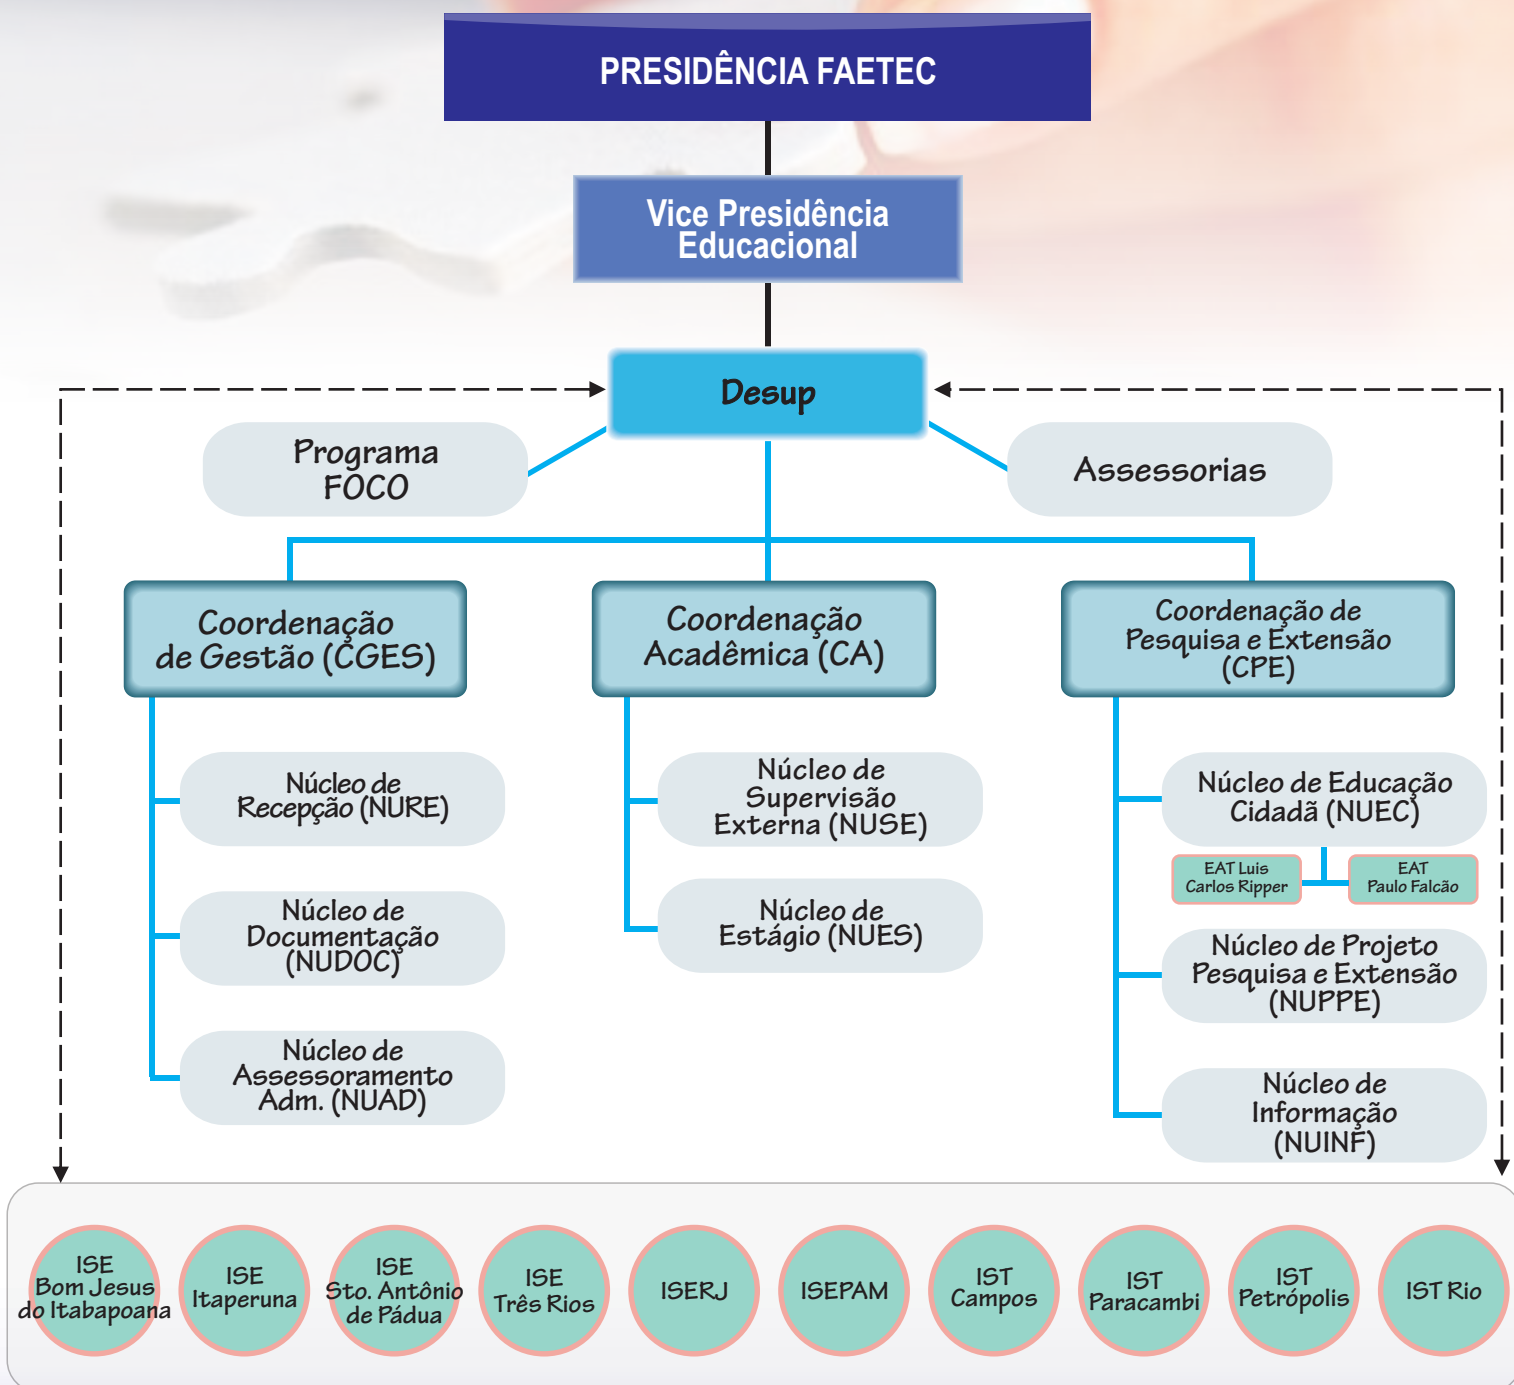 PRESIDÊNCIA FAETEC
Vice Presidência
Educacional
Desup
Programa
FOCO
Assessorias
Coordenação
de Gestão (CGES)
Coordenação
Acadêmica (CA)
Coordenação de
Pesquisa e Extensão
(CPE)
Núcleo de
Recepção (NURE)
Núcleo de
Documentação
(NUDOC)
Núcleo de
Assessoramento
Adm. (NUAD)
Núcleo de
Supervisão
Externa (NUSE)
Núcleo de
Estágio (NUES)
Núcleo de Educação
Cidadã (NUEC)
EAT Luis
Carlos Ripper
EAT
Paulo Falcão
Núcleo de Projeto
Pesquisa e Extensão
(NUPPE)
Núcleo de
Informação
(NUINF)
ISE
Bom Jesus
do Itabapoana
ISE
Itaperuna
ISE
Sto. Antônio
de Pádua
ISE
Três Rios
ISERJ
ISEPAM
IST
Campos
IST
Paracambi
IST
Petrópolis
IST Rio